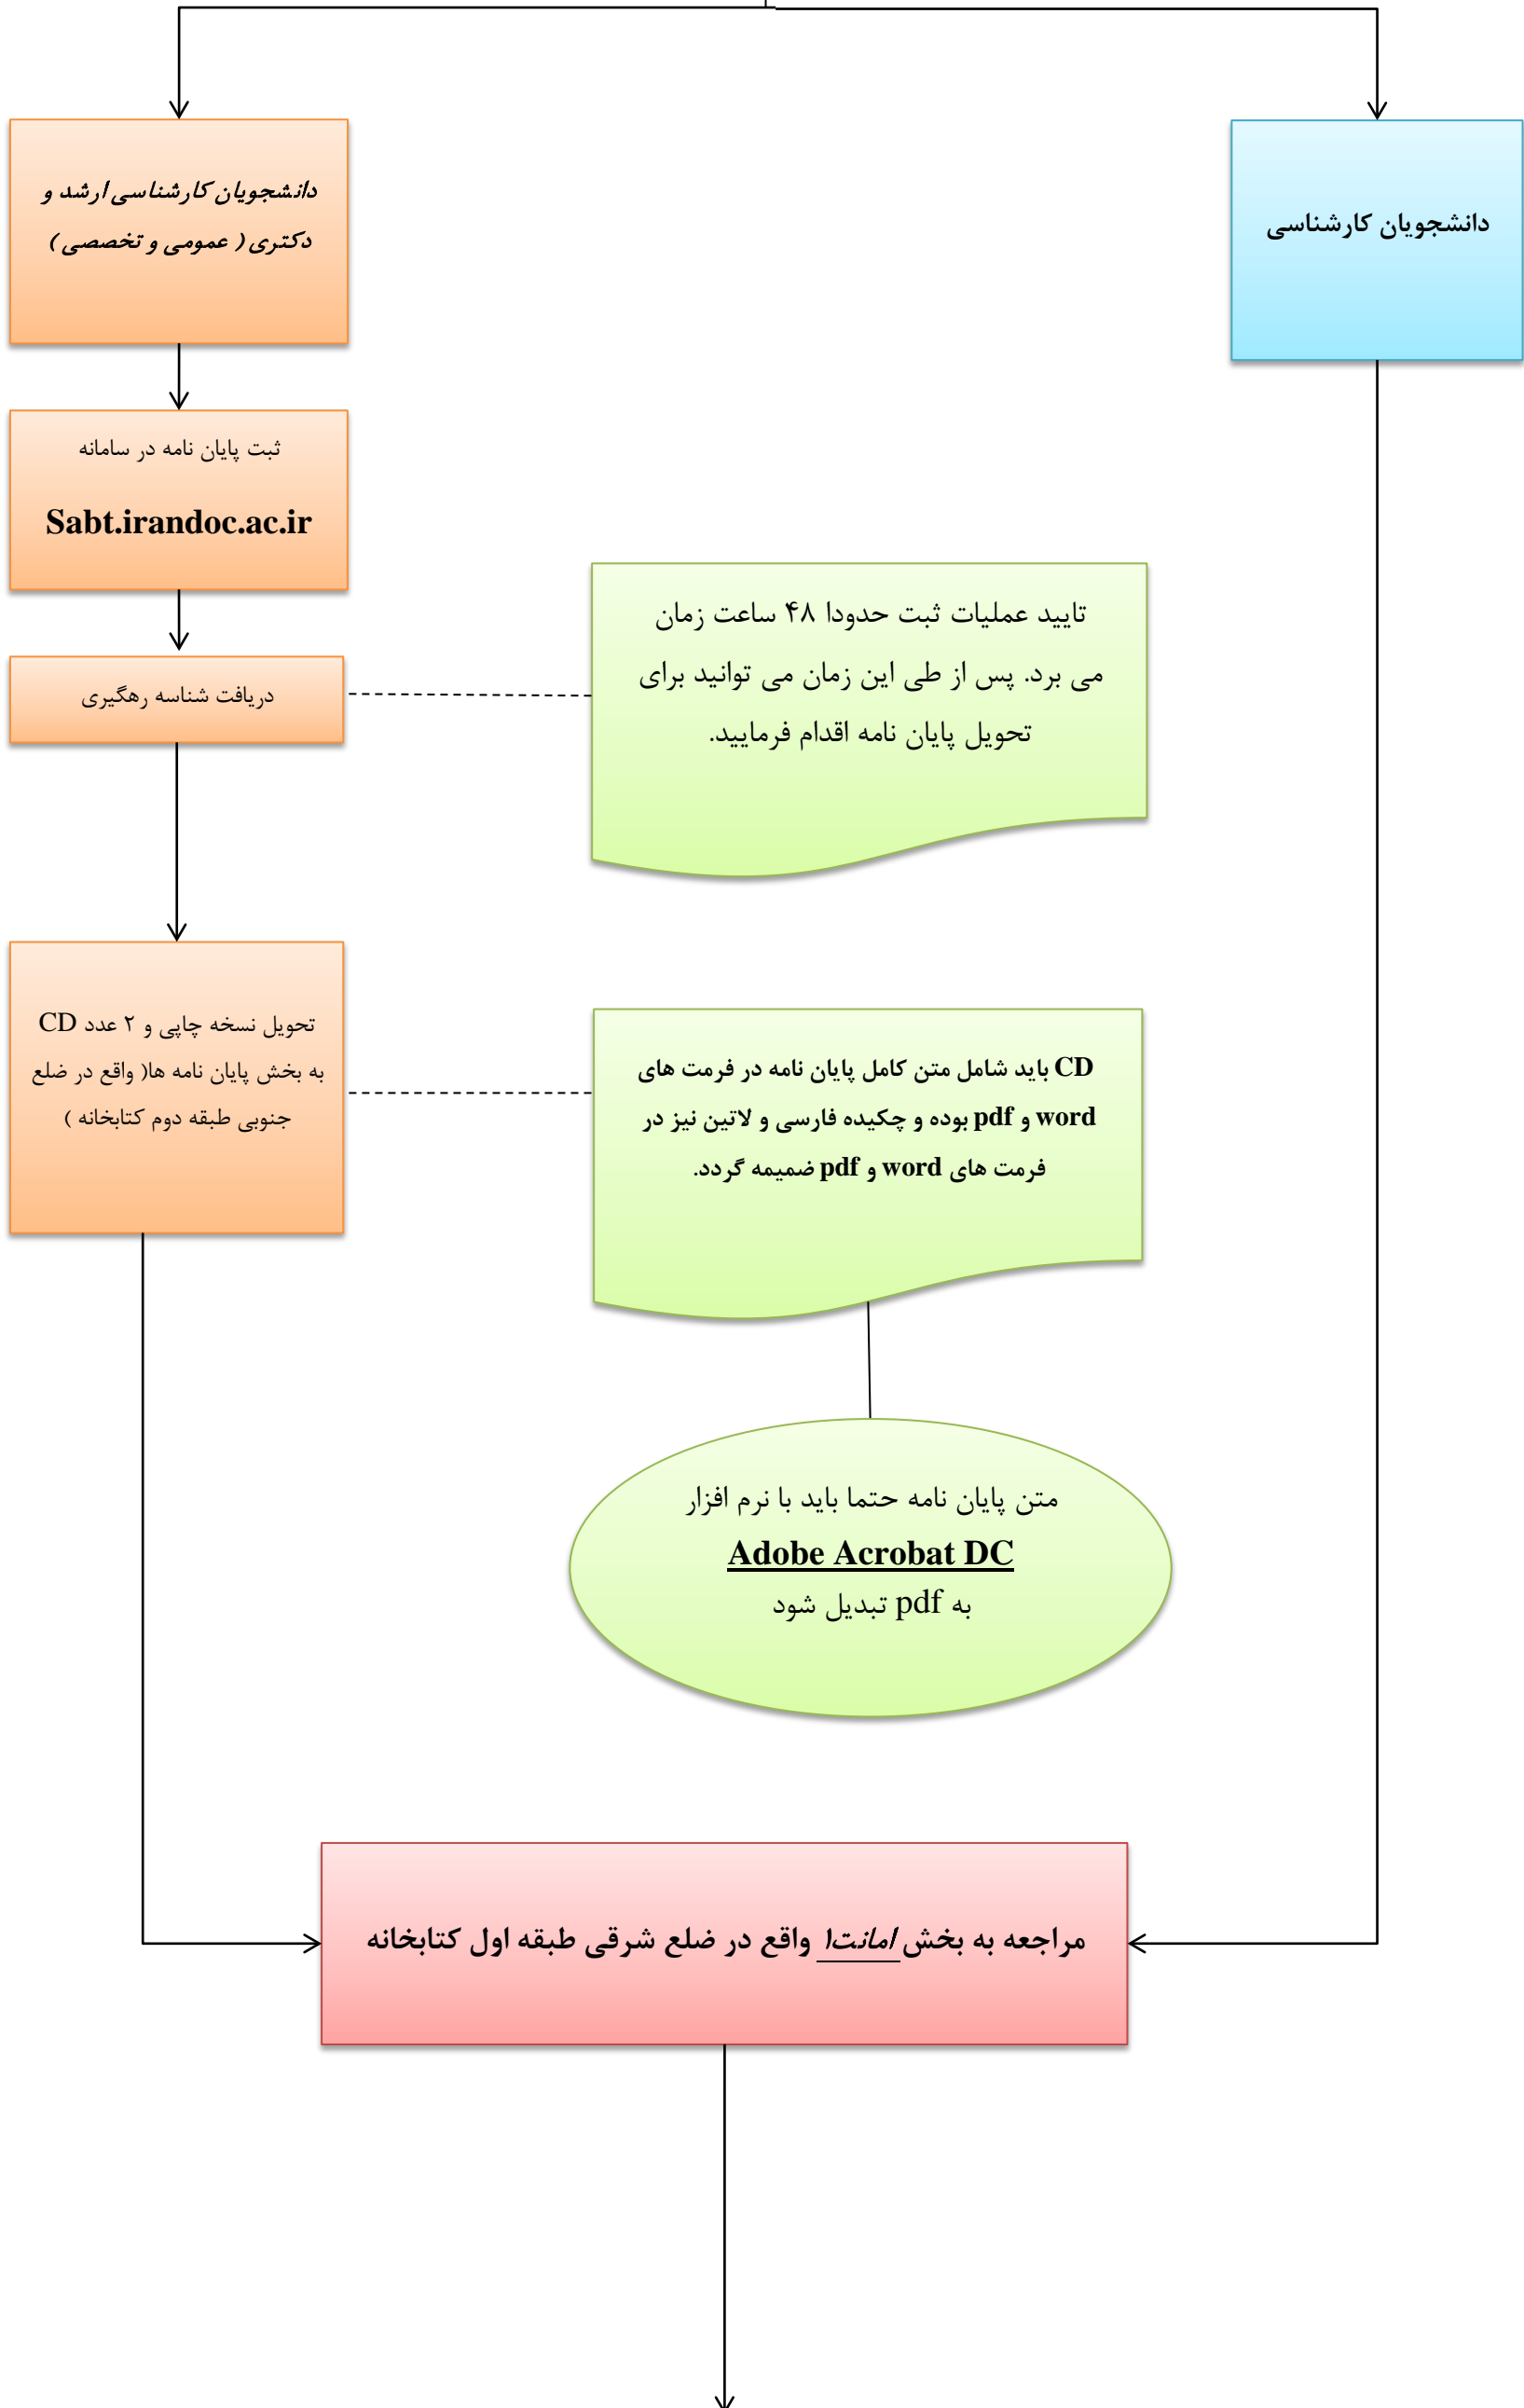 دانشجویان کارشناسی
دانشجویان کارشناسی ارشد و
دکتری ( عمومی و تخصصی )
ثبت پایان نامه در سامانه
Sabt.irandoc.ac.ir
دریافت شناسه رهگیری
تایید عملیات ثبت حدودا ۴۸ ساعت زمان
می برد. پس از طی این زمان می توانید برای
تحویل پایان نامه اقدام فرمایید.
تحویل نسخه چاپی و ۲ عدد CD
به بخش پایان نامه ها( واقع در ضلع
جنوبی طبقه دوم کتابخانه )
CD باید شامل متن کامل پایان نامه در فرمت های
word و pdf بوده و چکیده فارسی و لاتین نیز در
فرمت های word و pdf ضمیمه گردد.
متن پایان نامه حتما باید با نرم افزار
Adobe Acrobat DC
به pdf تبدیل شود
مراجعه به بخش امانت۱ واقع در ضلع شرقی طبقه اول کتابخانه